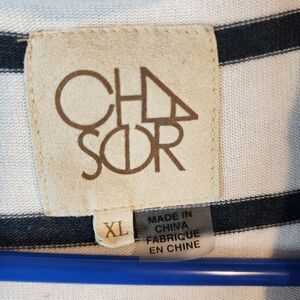 CHA
SER
XL
MADE IN
CHINA
FABRIQUE
EN CHINE